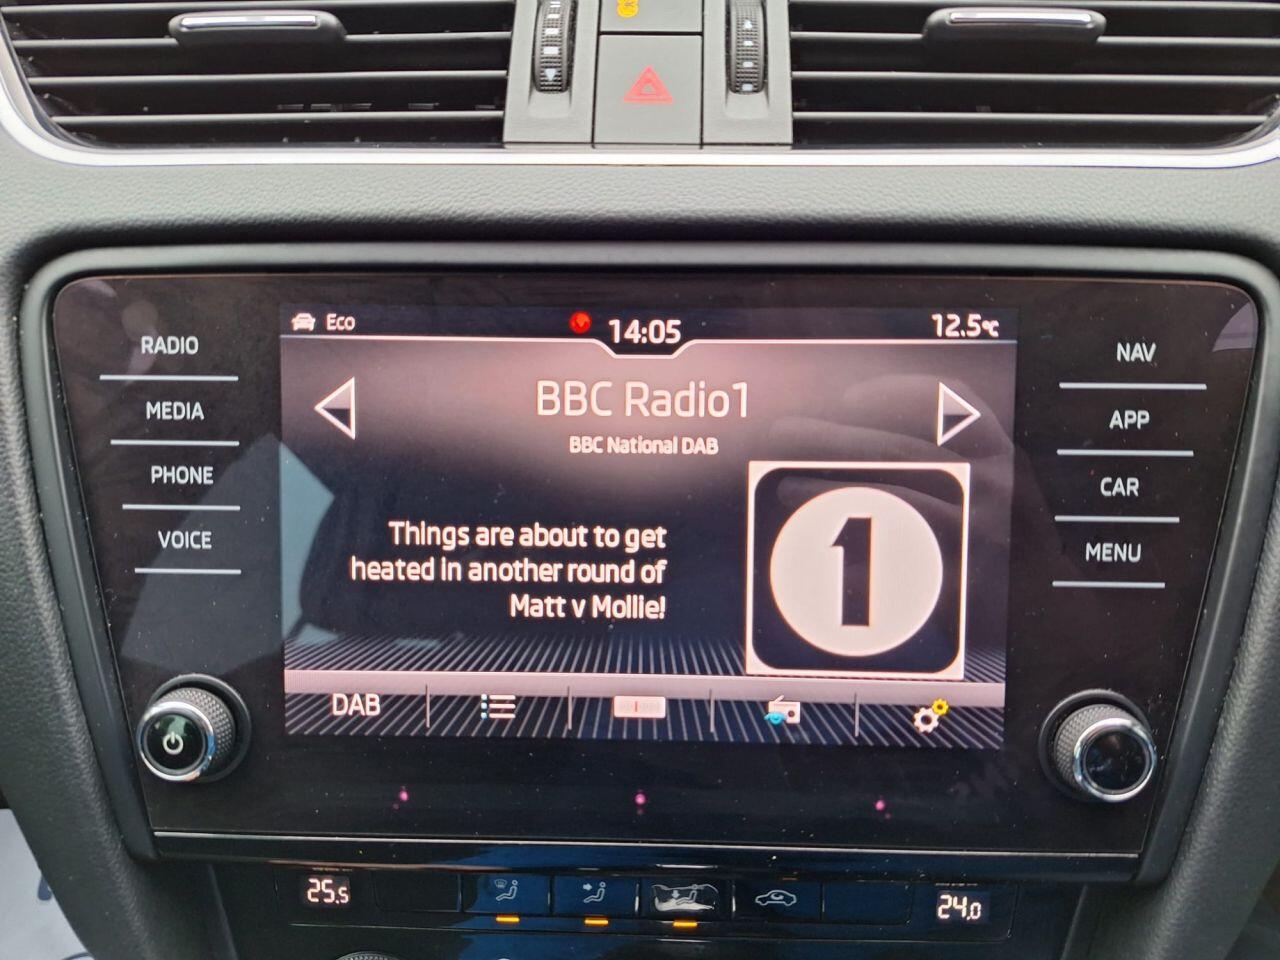 Eco
14:05
12.5°C
RADIO
MEDIA
PHONE
VOICE
BBC Radio1
BBC National DAB
Things are about to get
heated in another round of
Matt v Mollie!
1
NAV
APP
CAR
MENU
DAB
25.5
24.0